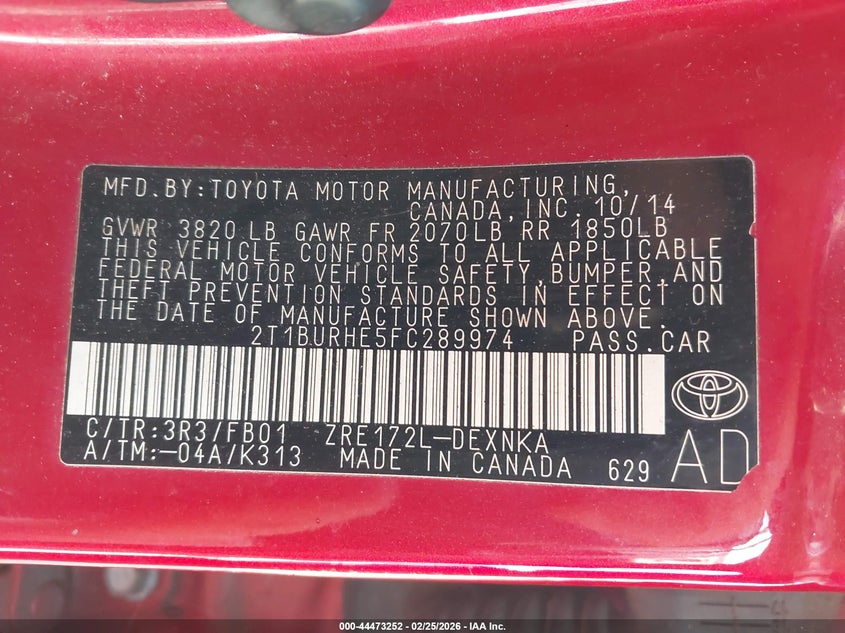 MFD.BY:TOYOTA MOTOR MANUFACTURING,
CANADA,INC. 10/14
GVWR 3820LB GAWR FR 2070LB RR 1850LB
THIS VEHICLE CONFORMS TO ALL APPLICABLE
FEDERAL MOTOR VEHICLE SAFETY,BUMPER,AND
THEFT PREVENTION STANDARDS IN EFFECT ON
THE DATE OF MANUFACTURE SHOWN ABOVE.
2T1BURHE5FC289974 PASS.CAR
C/TR:3R3/FB01 ZRE172L-DEXNKA
A/TM:-04A/K313 MADE IN CANADA 629 AD
000-44473252 | 02/25/2026 - IAA Inc.